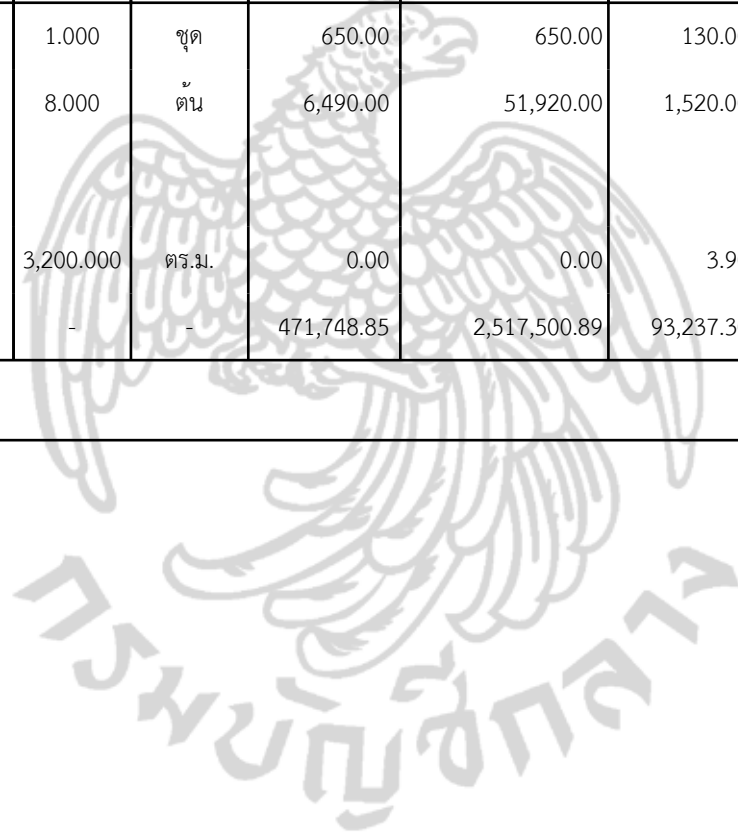 1.000 ชุด 650.00 650.00 130.0
8.000 ต้น 6,490.00 51,920.00 1,520.0
3,200.000 ตร.ม. 0.00 0.00 3.9
- - 471,748.85 2,517,500.89 93,237.3
กรมบัญชีกลาง